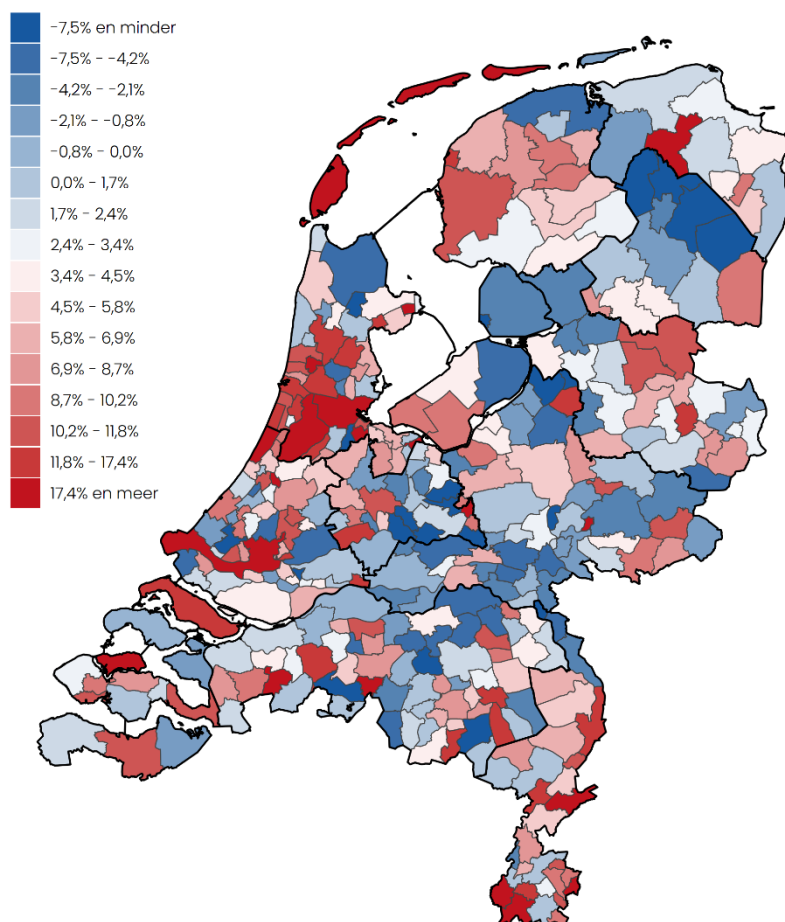 -7,5% en minder
-7,5% - -4,2%
-4,2% - -2,1%
-2,1% - -0,8%
-0,8% - 0,0%
0,0% - 1,7%
1,7% - 2,4%
2,4% - 3,4%
3,4% - 4,5%
4,5% - 5,8%
5,8% - 6,9%
6,9% - 8,7%
8,7% - 10,2%
10,2% - 11,8%
11,8% - 17,4%
17,4% en meer